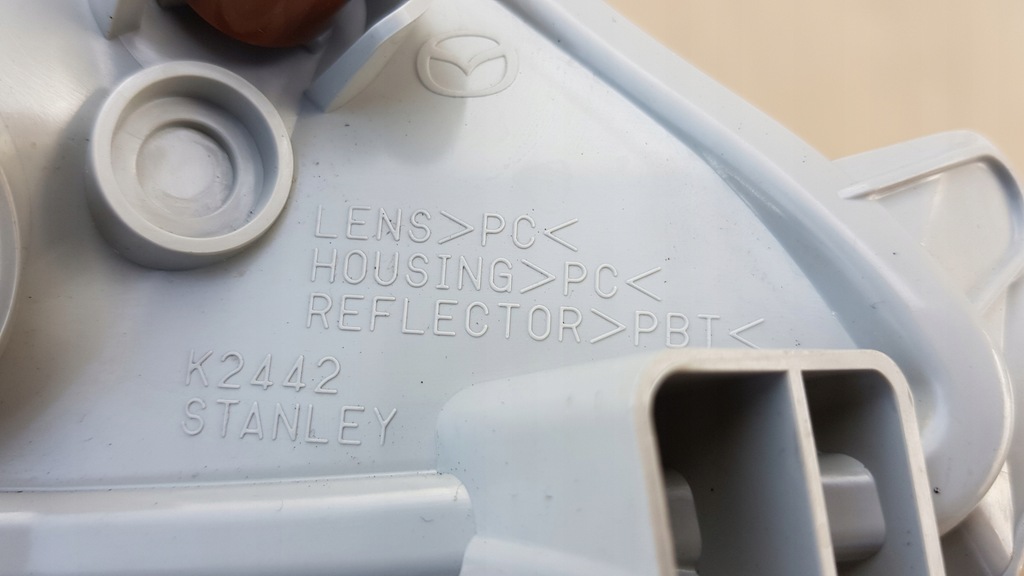 LENS>PC<
HOUSING>PC<
REFLECTOR>PBT<
K2442
STANLEY